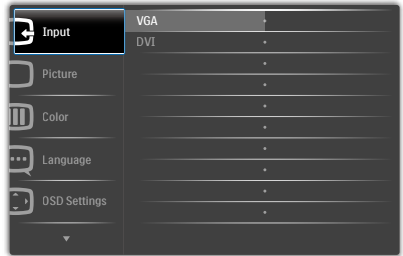 Input
VGA
DVI
Picture
Color
Language
OSD Settings